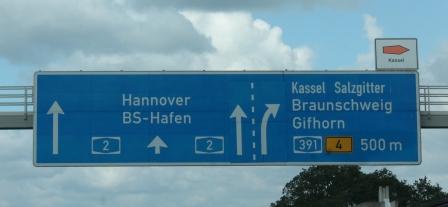 Kassel
Hannover
BS-Hafen
2 2
Kassel Salzgitter
Braunschweig
Gifhorn
391 4 500 m